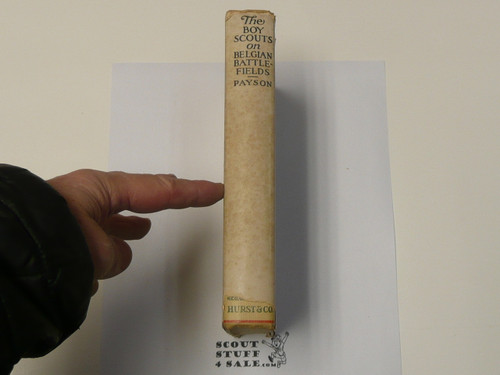 The
BOY
SCOUTS
on
BELGIAN
BATTLE-
FIELDS
PAYSON
HURST & CO
SCOUT
STUFF
4 SALE.com